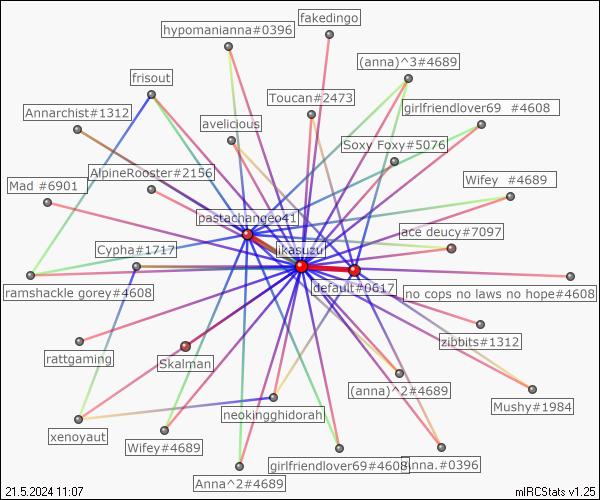 fakedingo
hypomanianna#0396
(anna)^3#4689
frisout
Toucan#2473
girlfriendlover69 #4608
Annarchist#1312
avelicious
Soxy Foxy#5076
AlpineRooster#2156
Mad #6901
Wifey #4689
pastachangeo41
ace deucy#7097
Cypha#1717
likasuzu
default#0617
ramshackle gorey#4608
no cops no laws no hope#4608
zibbits#1312
rattgaming
Skalman
(anna)^2#4689
Mushy#1984
neokingghidorah
xenoyaut
Wifey#4689
girlfriendlover69#4608
Anna.#0396
Anna^2#4689
21.5.2024 11:07
mIRCStats v1.25